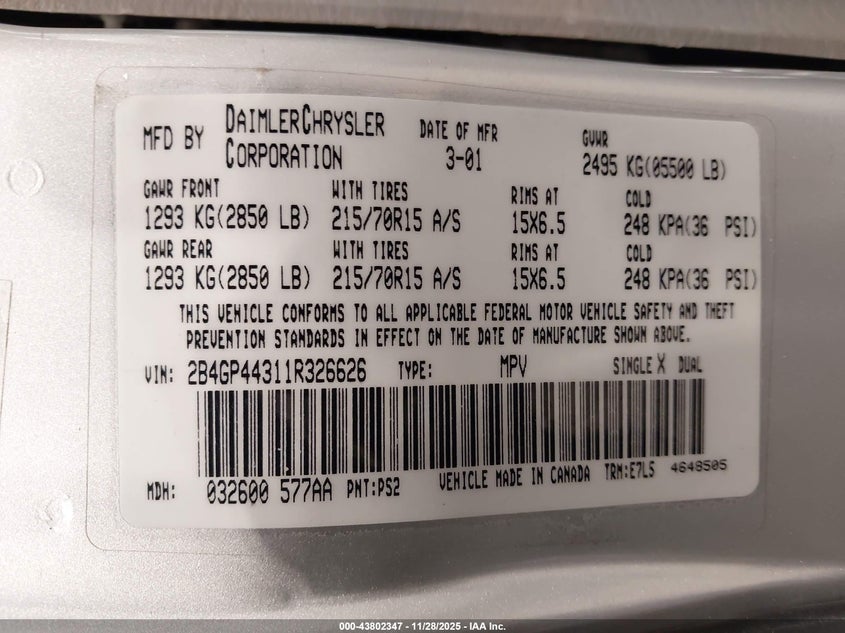 MFD BY DAIMLERCHRYSLER CORPORATION DATE OF MFR 3-01 GVWR 2495 KG(05500 LB)
GAWR FRONT WITH TIRES RIMS AT COLD
1293 KG(2850 LB) 215/70R15 A/S 15X6.5 248 KPA(36 PSI)
GAWR REAR WITH TIRES RIMS AT COLD
1293 KG(2850 LB) 215/70R15 A/S 15X6.5 248 KPA(36 PSI)
THIS VEHICLE CONFORMS TO ALL APPLICABLE FEDERAL MOTOR VEHICLE SAFETY AND THEFT
PREVENTION STANDARDS IN EFFECT ON THE DATE OF MANUFACTURE SHOWN ABOVE.
VIN: 2B4GP44311R326626 TYPE: MPV SINGLE X DUAL
MDH: 032600 577AA PNT:PS2 VEHICLE MADE IN CANADA TRM:E7L5 4648505
000-43802347 - 11/28/2025 - IAA Inc.